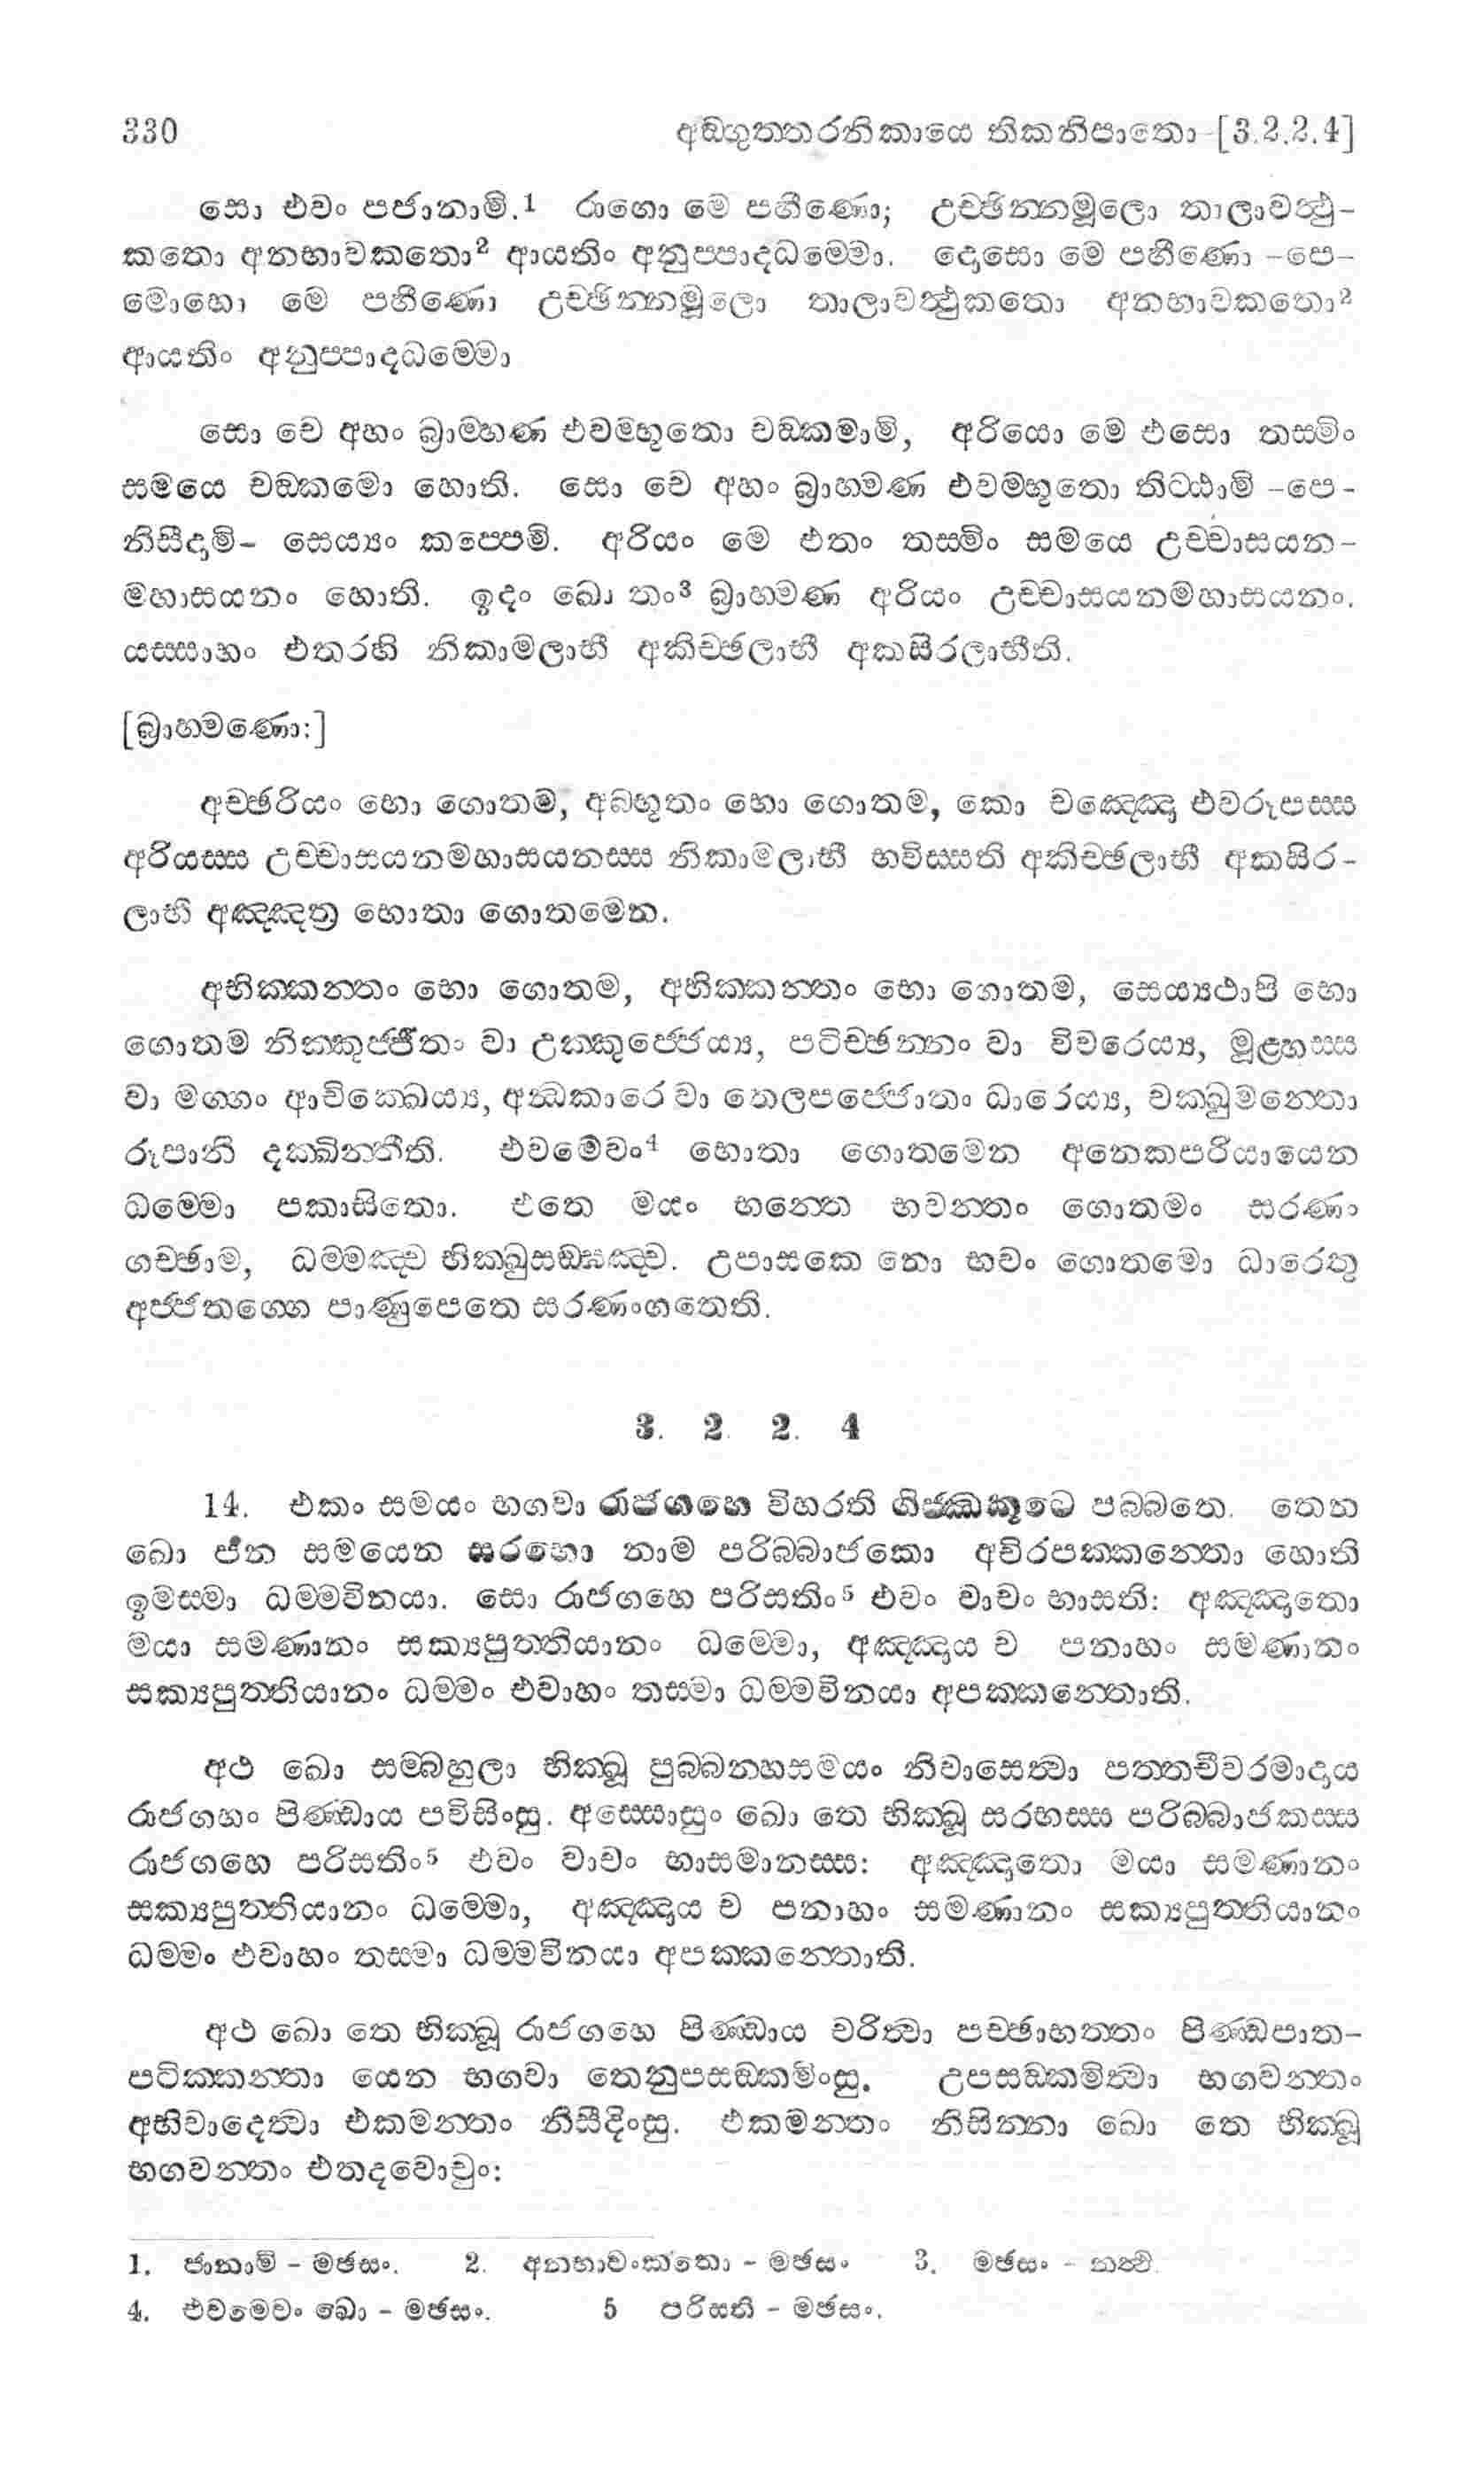 330 අඞ්ගුත්තරනිකායෙ තිකනිපාතො [3.2.2.4]
සො එවං පජානාමි.1 රාගො මෙ පහීණො; උච්ඡින්නමූලො තාලාවත්ථු-
කතො අනභාවකතො2 ආයතිං අනුප්පාදධම්මො. දොසො මෙ පහීණො -පෙ-
මොහො මෙ පහීණො උච්ඡින්නමූලො තාලාවත්ථුකතො අනභාවකතො2
ආයතිං අනුප්පාදධම්මො
සො චෙ අහං බ්‍රාම්හණ එවම්භූතො චඞ්කමාමි, අරියො මෙ එසො තස්මිං
සමයෙ චඞ්කමො හොති. සො චෙ අහං බ්‍රාහ්මණ එවම්භූතො තිට්ඨාමි -පෙ-
නිසීදාමි- සෙය්‍යං කප්පෙමි. අරියං මෙ එතං තස්මිං සමයෙ උච්චාසයන-
මහාසයනං හොති. ඉදං ඛො තං3 බ්‍රාහ්මණ අරියං උච්චාසයනමහාසයනං.
යස්සාහං එතරහි නිකාමලාභී අකිච්ඡලාභී අකසිරලාභීති.
[බ්‍රාහ්මණො:]
අච්ඡරියං භො ගොතම, අබ්භූතං භො ගොතම, කො චඤ්ඤො එවරූපස්ස
අරියස්ස උච්චාසයනමහාසයනස්ස නිකාමලාභී භවිස්සති අකිච්ඡලාභී අකසිර-
ලාභී අඤ්ඤත්‍ර භොතා ගොතමෙන.
අභික්කන්තං භො ගොතම, අභික්කන්තං භො ගොතම, සෙය්‍යථාපි භො
ගොතම නික්කුජ්ජිතං වා උක්කුජ්ජෙය්‍ය, පටිච්ඡන්නං වා විවරෙය්‍ය, මූළ්හස්ස
වා මග්ගං ආචික්ඛෙය්‍ය, අන්ධකාරෙ වා තෙලපජ්ජොතං ධාරෙය්‍ය, චක්ඛුමන්තො
රූපානි දක්ඛින්තීති. එවමෙවං4 භොතා ගොතමෙන අනෙකපරියායෙන
ධම්මො පකාසිතො. එතෙ මයං භන්තෙ භවන්තං ගොතමං සරණං
ගච්ඡාම, ධම්මඤ්ච භික්ඛුසඞ්ඝඤ්ච. උපාසකෙ නො භවං ගොතමො ධාරෙතු
අජ්ජතග්ගෙ පාණුපෙතෙ සරණංගතෙති.
3. 2. 2. 4
14. එකං සමයං භගවා රාජගහෙ විහරති ගිජ්ඣකූටෙ පබ්බතෙ. තෙන
ඛො පන සමයෙන සරභො නාම පරිබ්බාජකො අචිරපක්කන්තො හොති
ඉමස්මා ධම්මවිනයා. සො රාජගහෙ පරිසතිං5 එවං වාචං භාසති: අඤ්ඤාතො
මයා සමණානං සක්‍යපුත්තියානං ධම්මො, අඤ්ඤාය ච පනාහං සමණානං
සක්‍යපුත්තියානං ධම්මං එවාහං තස්මා ධම්මවිනයා අපක්කන්තොති.
අථ ඛො සම්බහුලා භික්ඛූ පුබ්බන්හසමයං නිවාසෙත්වා පත්තචීවරමාදාය
රාජගහං පිණ්ඩාය පවිසිංසු. අස්සොසුං ඛො තෙ භික්ඛූ සරභස්ස පරිබ්බාජකස්ස
රාජගහෙ පරිසතිං5 එවං වාචං භාසමානස්ස: අඤ්ඤාතො මයා සමණානං
සක්‍යපුත්තියානං ධම්මො, අඤ්ඤාය ච පනාහං සමණානං සක්‍යපුත්තියානං
ධම්මං එවාහං තස්මා ධම්මවිනයා අපක්කන්තොති.
අථ ඛො තෙ භික්ඛූ රාජගහෙ පිණ්ඩාය චරිත්වා පච්ඡාභත්තං පිණ්ඩපාත-
පටික්කන්තා යෙන භගවා තෙනුපසඞ්කමිංසු. උපසඞ්කමිත්වා භගවන්තං
අභිවාදෙත්වා එකමන්තං නිසීදිංසු. එකමන්තං නිසින්නා ඛො තෙ භික්ඛූ
භගවන්තං එතදවොචුං:
1. ජානාමි - මඡසං. 2. අනභාවංකතො - මඡසං 3. මඡසං - නත්ථි.
4. එවමෙවං ඛො - මඡසං. 5 පරිසති - මඡසං.